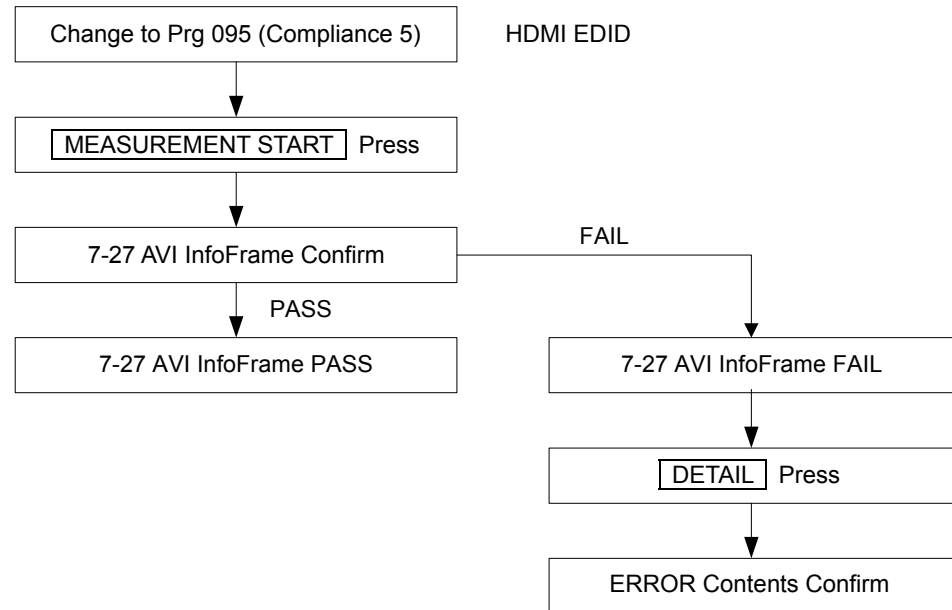 Change to Prg 095 (Compliance 5)
HDMI EDID
MEASUREMENT START Press
7-27 AVI InfoFrame Confirm
FAIL
PASS
7-27 AVI InfoFrame PASS
7-27 AVI InfoFrame FAIL
DETAIL Press
ERROR Contents Confirm